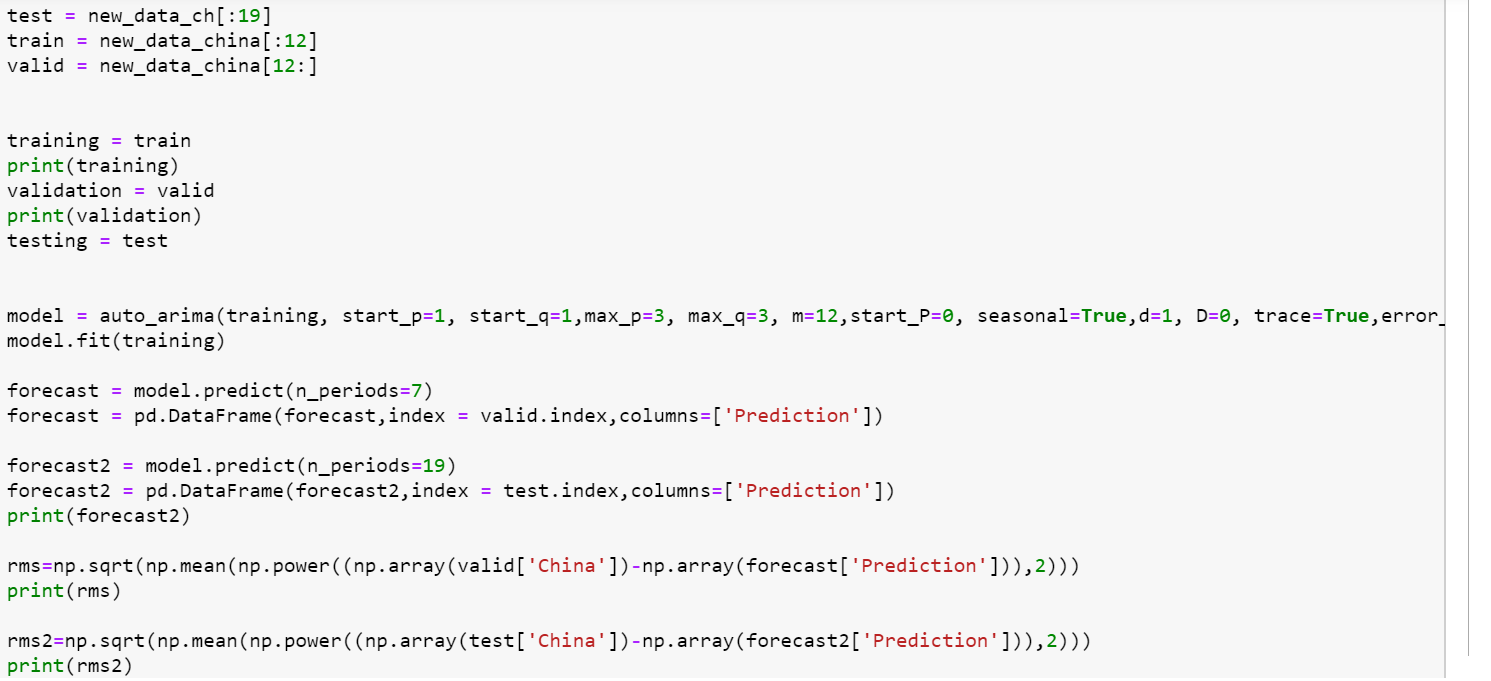 test = new_data_ch[:19]
train = new_data_china[:12]
valid = new_data_china[12:]
training = train
print(training)
validation = valid
print(validation)
testing = test
model = auto_arima(training, start_p=1, start_q=1,max_p=3, max_q=3, m=12,start_P=0, seasonal=True,d=1, D=0, trace=True,error_
model.fit(training)
forecast = model.predict(n_periods=7)
forecast = pd.DataFrame(forecast,index = valid.index,columns=['Prediction'])
forecast2 = model.predict(n_periods=19)
forecast2 = pd.DataFrame(forecast2,index = test.index,columns=['Prediction'])
print(forecast2)
rms=np.sqrt(np.mean(np.power((np.array(valid['China'])-np.array(forecast['Prediction'])),2)))
print(rms)
rms2=np.sqrt(np.mean(np.power((np.array(test['China'])-np.array(forecast2['Prediction'])),2)))
print(rms2)